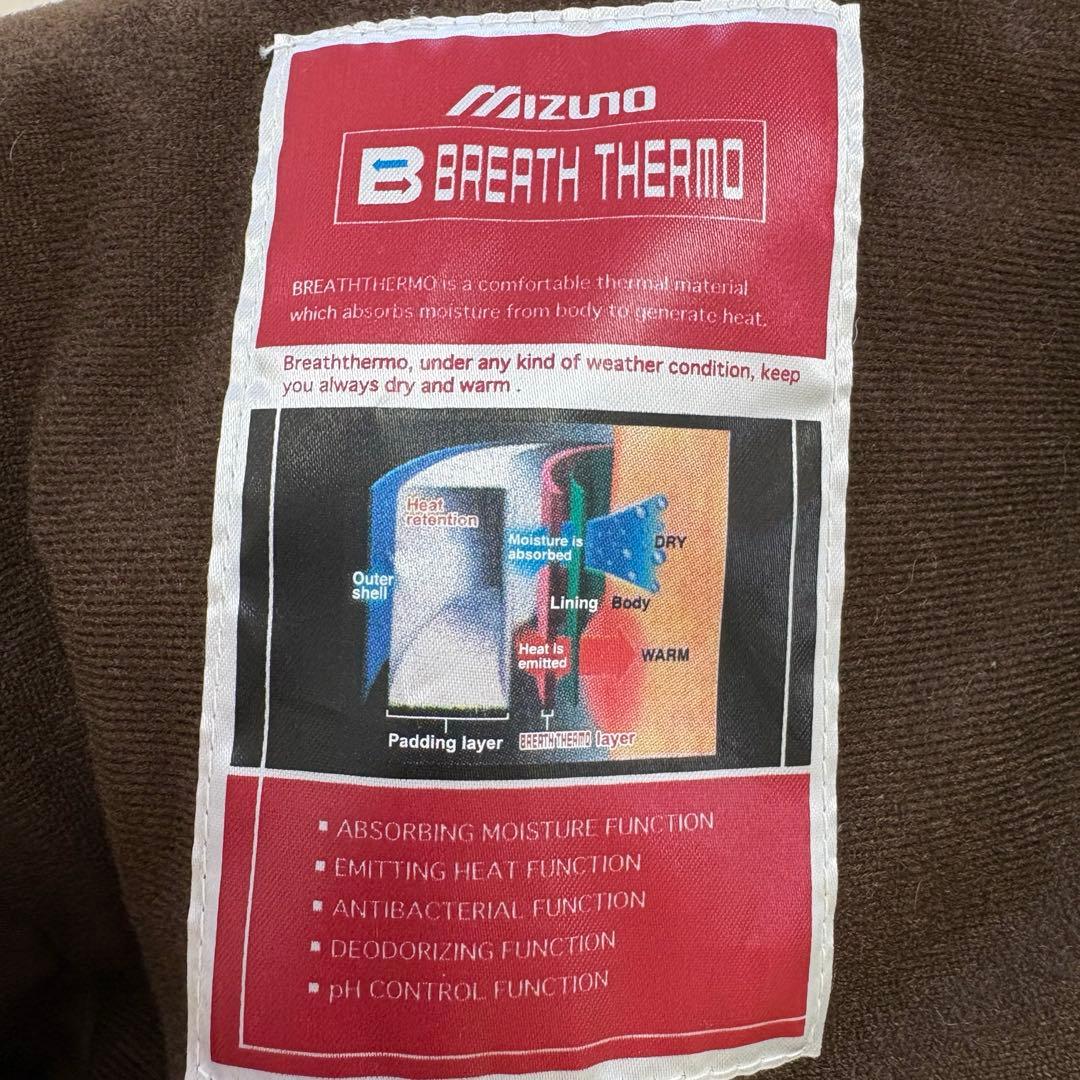 MIZUNO
B BREATH THERMO
BREATHTHERMO is a comfortable thermal material
which absorbs moisture from body to generate heat.
Breaththermo, under any kind of weather condition, keep
you always dry and warm .
Heat
retention
Moisture is
absorbed
DRY
Outer
shell
Lining
Body
Heat is
emitted
WARM
Padding layer
BREATH THERMO layer
▪ ABSORBING MOISTURE FUNCTION
▪ EMITTING HEAT FUNCTION
▪ ANTIBACTERIAL FUNCTION
▪ DEODORIZING FUNCTION
▪ pH CONTROL FUNCTION